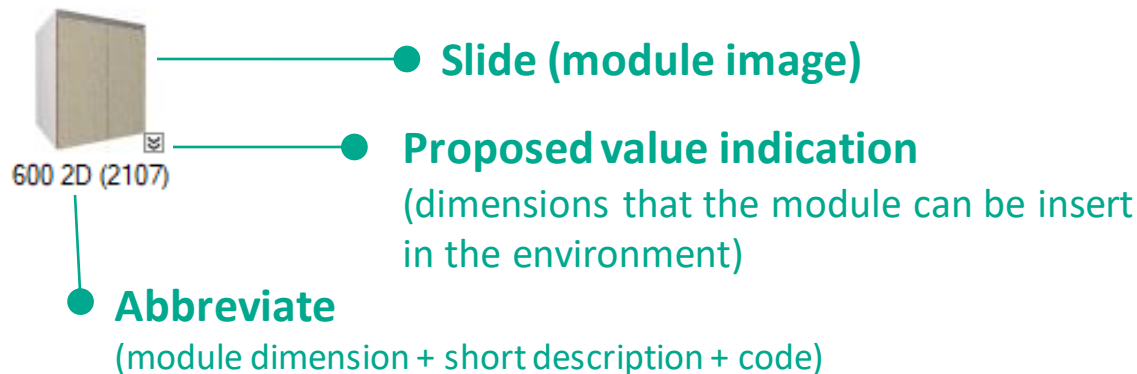 Slide (module image)
Proposed value indication
600 2D (2107)
(dimensions that the module can be insert
in the environment)
Abbreviate
(module dimension + short description + code)